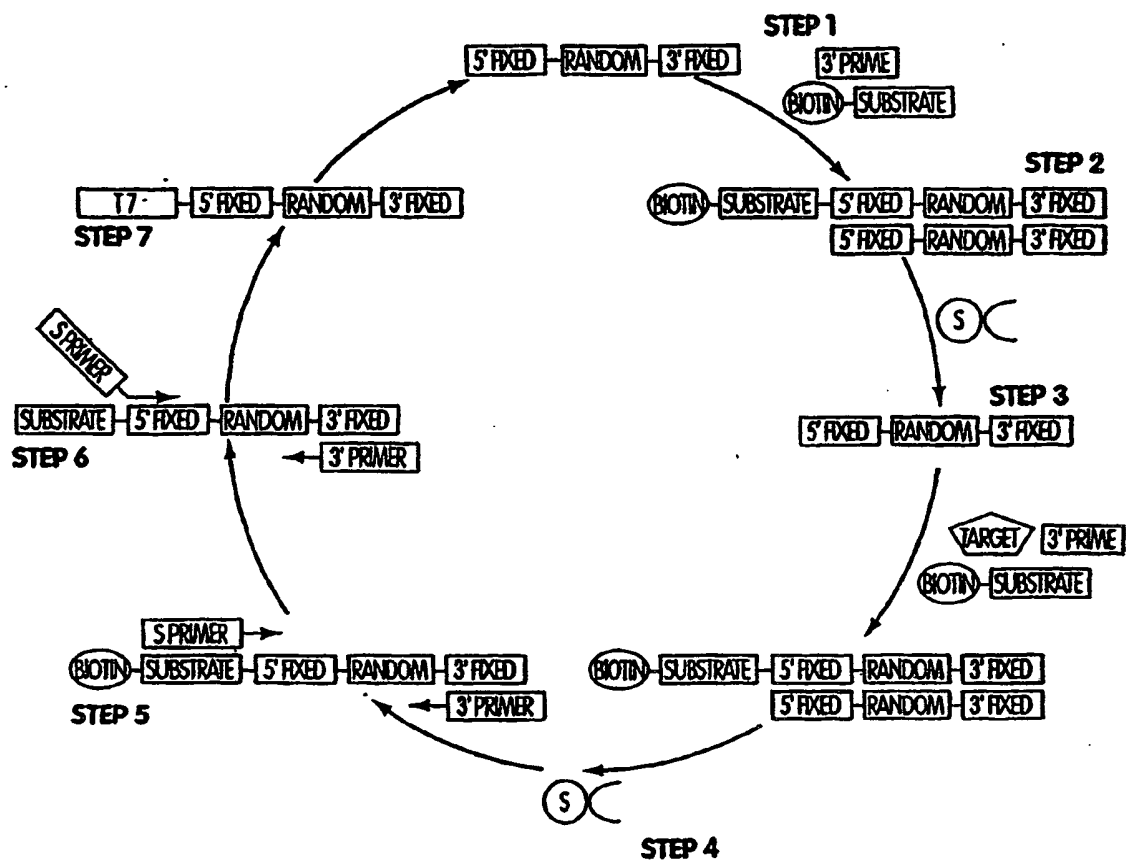 STEP 1
5' FIXED RANDOM 3' FIXED
3' PRIME
BIOTIN SUBSTRATE
STEP 2
BIOTIN SUBSTRATE 5' FIXED RANDOM 3' FIXED
5' FIXED RANDOM 3' FIXED
S
STEP 3
5' FIXED RANDOM 3' FIXED
TARGET 3' PRIME
BIOTIN SUBSTRATE
BIOTIN SUBSTRATE 5' FIXED RANDOM 3' FIXED
5' FIXED RANDOM 3' FIXED
S
STEP 4
S PRIMER
BIOTIN SUBSTRATE 5' FIXED RANDOM 3' FIXED
3' PRIMER
STEP 5
S PRIMER
SUBSTRATE 5' FIXED RANDOM 3' FIXED
3' PRIMER
STEP 6
T7 5' FIXED RANDOM 3' FIXED
STEP 7